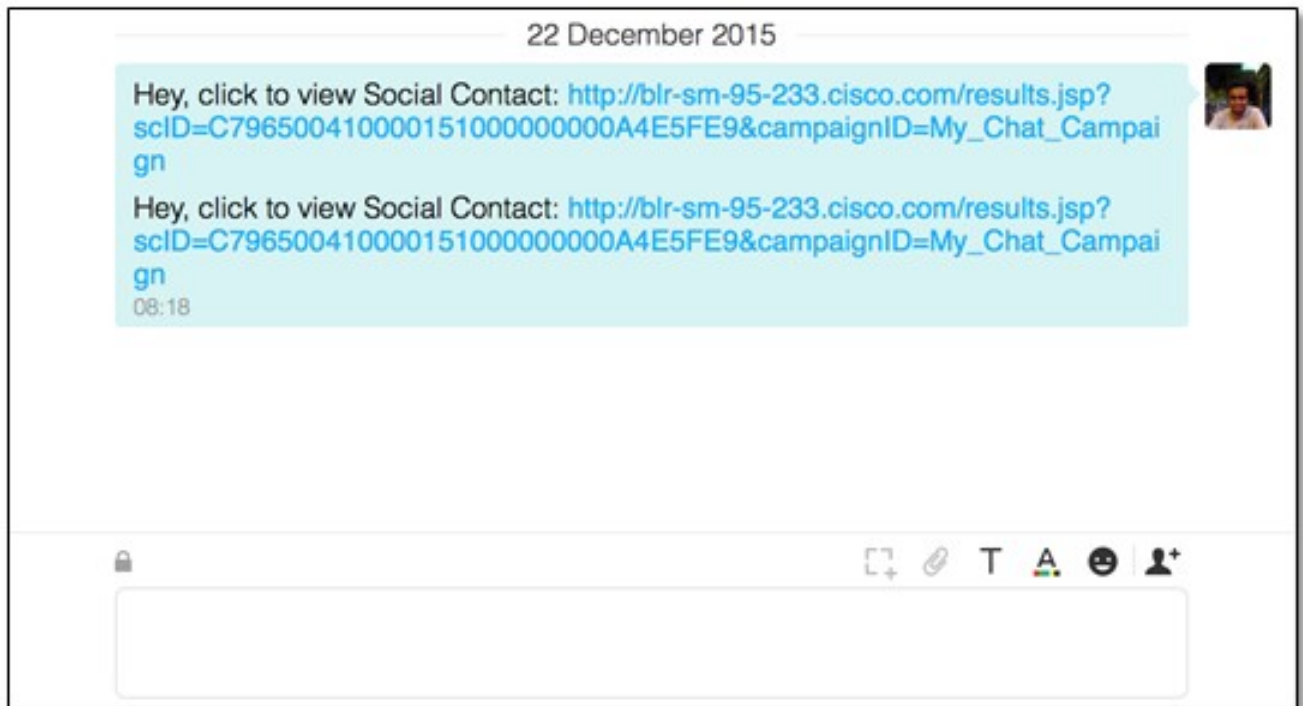 22 December 2015
Hey, click to view Social Contact: http://blr-sm-95-233.cisco.com/results.jsp?
scID=C7965004100001510000000000A4E5FE9&campaignID=My_Chat_Campai
gn
Hey, click to view Social Contact: http://blr-sm-95-233.cisco.com/results.jsp?
scID=C7965004100001510000000000A4E5FE9&campaignID=My_Chat_Campai
gn
08:18
T A